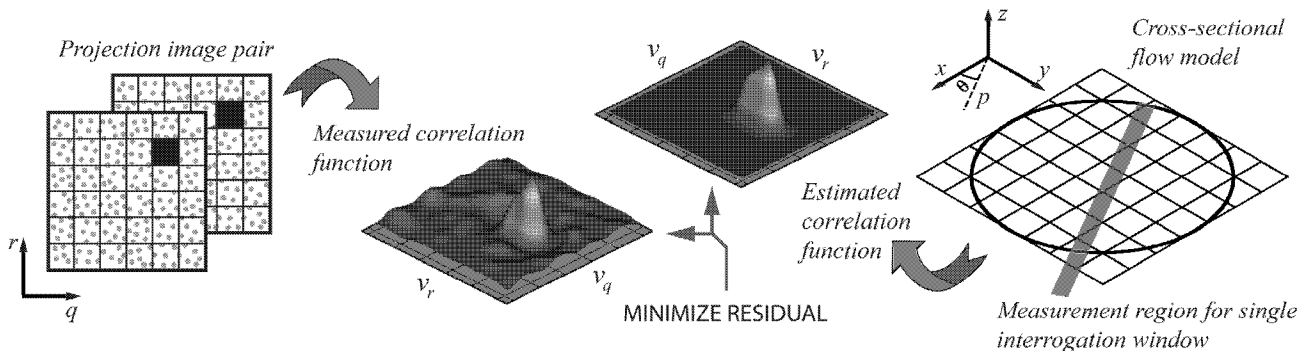 Projection image pair
r
q
Measured correlation
function
v_r
v_q
v_q
v_r
MINIMIZE RESIDUAL
Estimated
correlation
function
z
x
y
θ
p
Cross-sectional
flow model
Measurement region for single
interrogation window